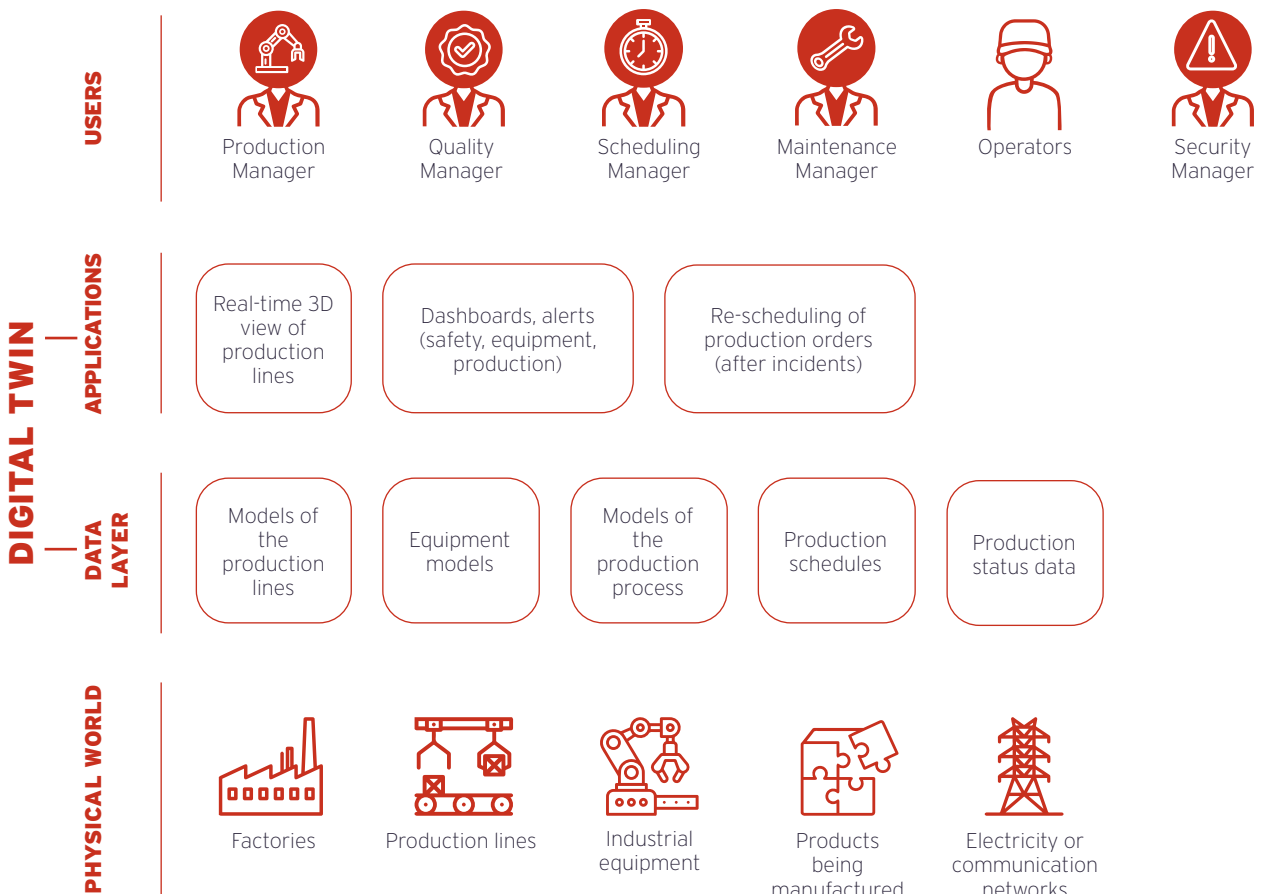 USERS
Production
Manager
Quality
Manager
Scheduling
Manager
Maintenance
Manager
Operators
Security
Manager
DIGITAL TWIN
APPLICATIONS
Real-time 3D
view of
production
lines
Dashboards, alerts
(safety, equipment,
production)
Re-scheduling of
production orders
(after incidents)
DATA
LAYER
Models of
the
production
lines
Equipment
models
Models of
the
production
process
Production
schedules
Production
status data
PHYSICAL WORLD
Factories
Production lines
Industrial
equipment
Products
being
manufactured
Electricity or
communication
networks